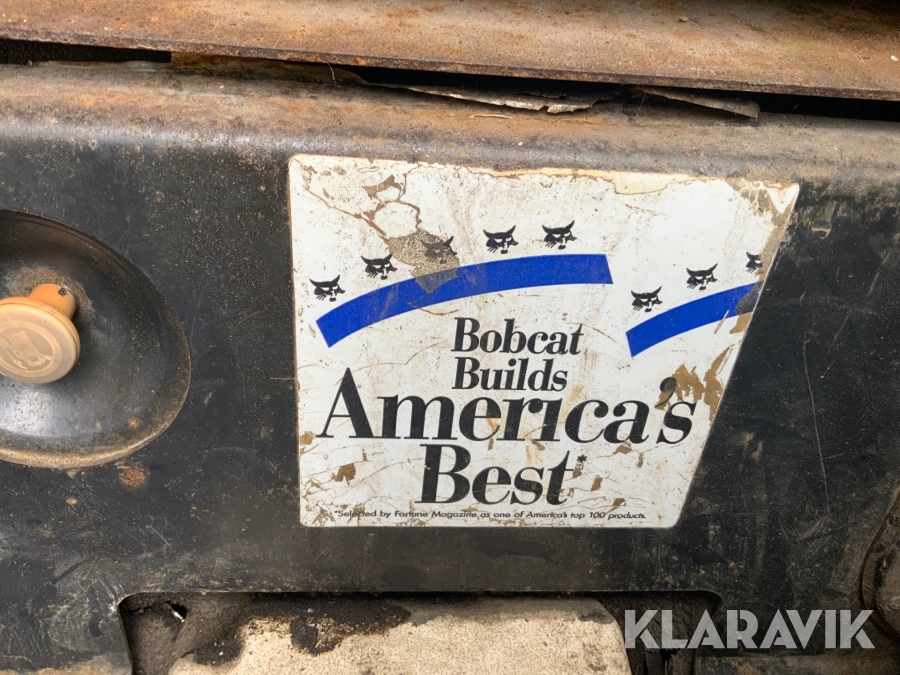 Bobcat
Builds
America's
Best*
*Selected by Fortune Magazine as one of America's top 100 products.
KLARAVIK